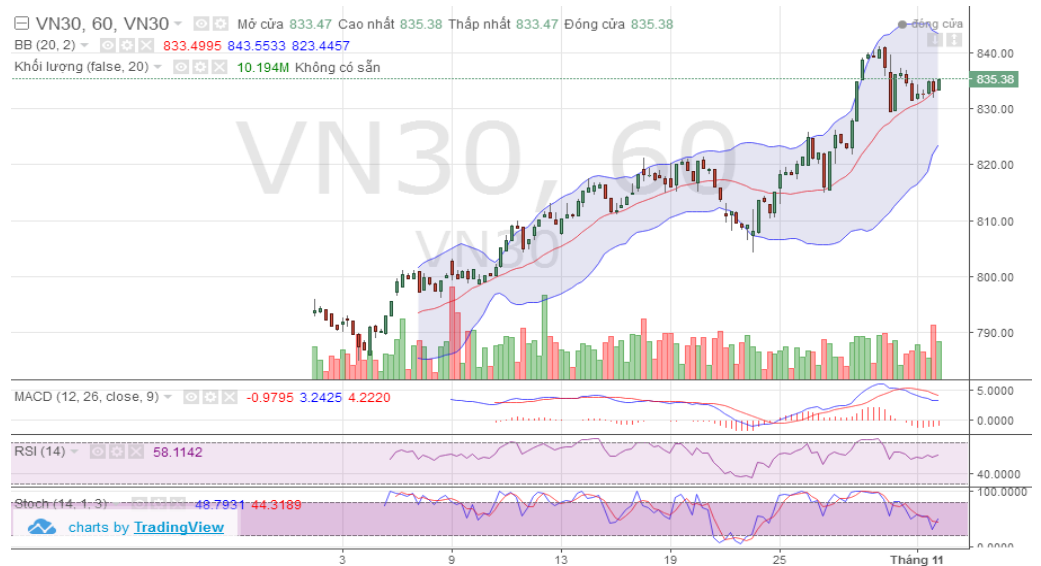 VN30, 60, VN30 Mở cửa 833.47 Cao nhất 835.38 Thấp nhất 833.47 Đóng cửa 835.38
đóng cửa
BB (20, 2) 833.4995 843.5533 823.4457
Khối lượng (false, 20) 10.194M Không có sẵn
840.00
835.38
830.00
VN30, 60
820.00
810.00
VN30
800.00
790.00
MACD (12, 26, close, 9) -0.9795 3.2425 4.2220
5.0000
0.0000
RSI (14) 58.1142
40.0000
Stoch (14, 1, 3) 48.7931 44.3189
100.0000
charts by TradingView
0.0000
3 9 13 19 25 Tháng 11